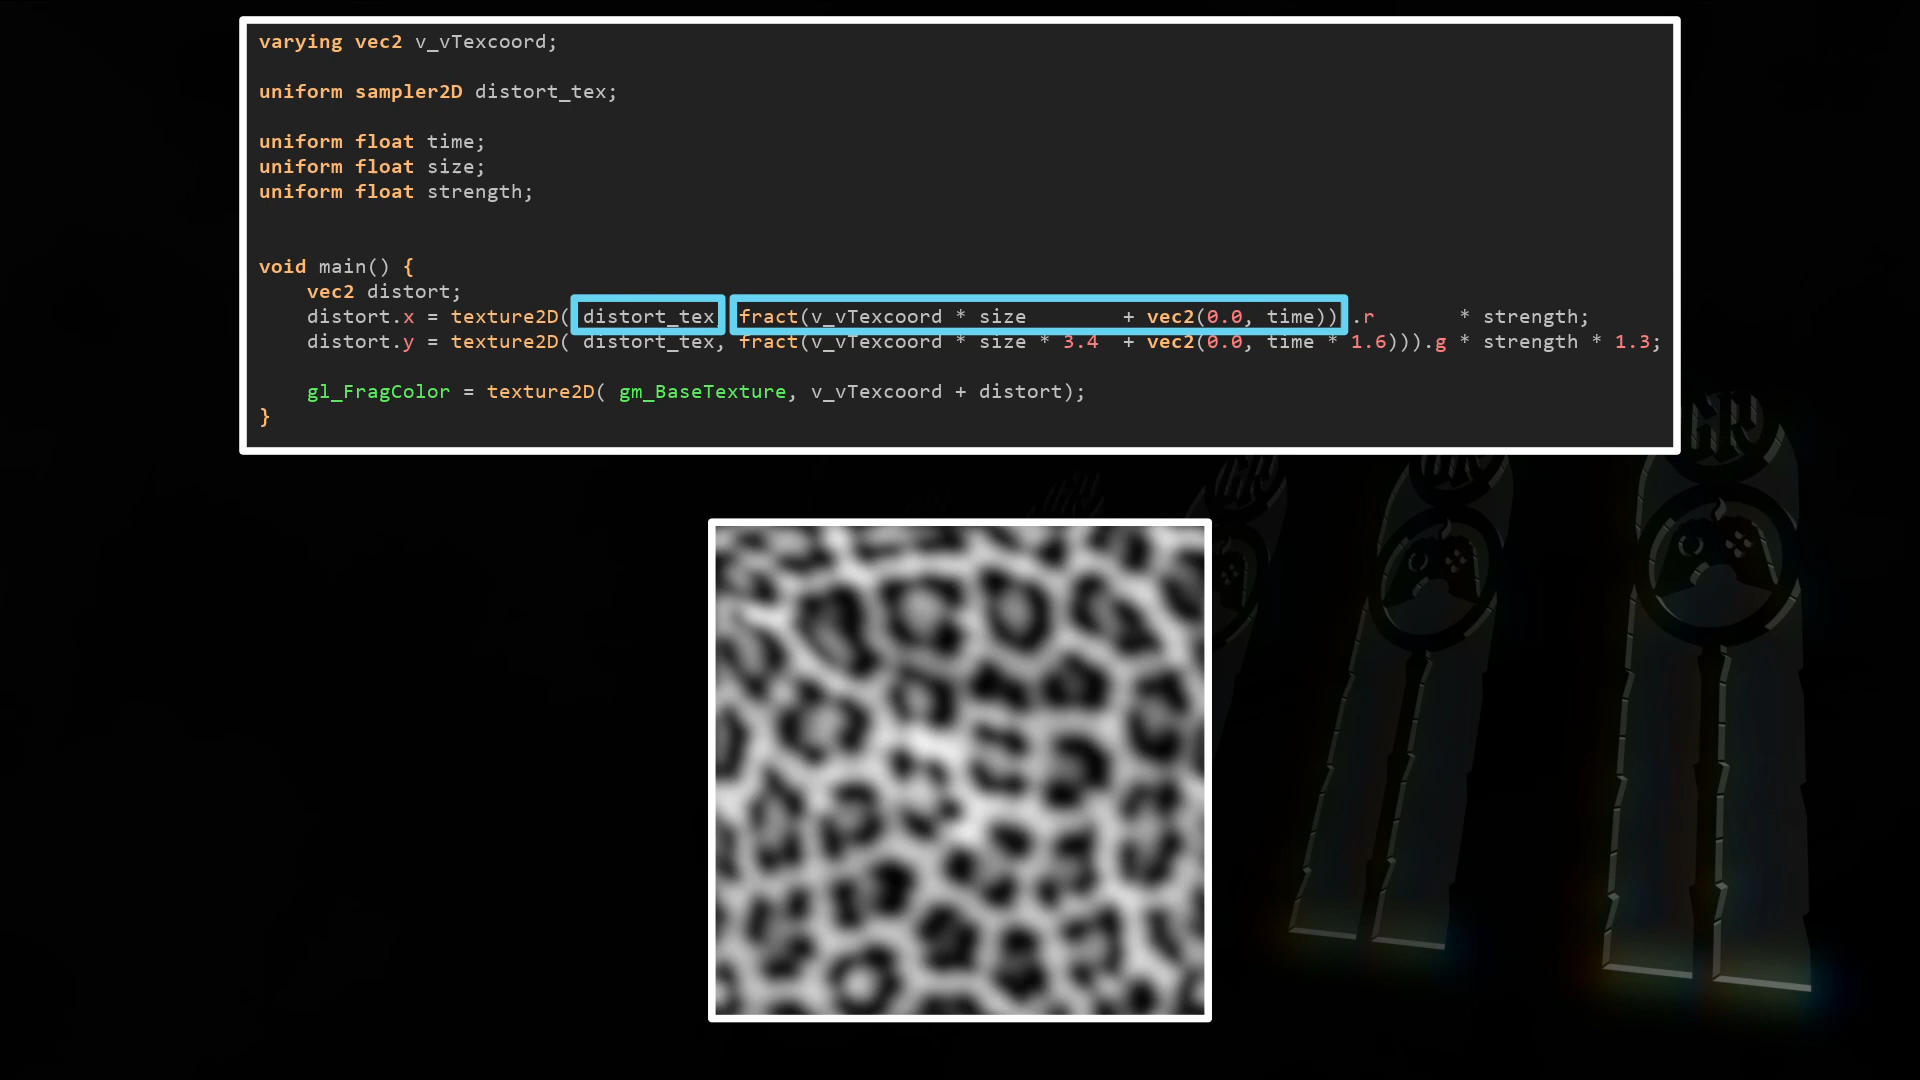 varying vec2 v_vTexcoord;
uniform sampler2D distort_tex;
uniform float time;
uniform float size;
uniform float strength;
void main() {
vec2 distort;
distort.x = texture2D( distort_tex fract(v_vTexcoord * size + vec2(0.0, time)) .r * strength;
distort.y = texture2D( distort_tex, fract(v_vTexcoord * size * 3.4 + vec2(0.0, time * 1.6))).g * strength * 1.3;
gl_FragColor = texture2D( gm_BaseTexture, v_vTexcoord + distort);
}